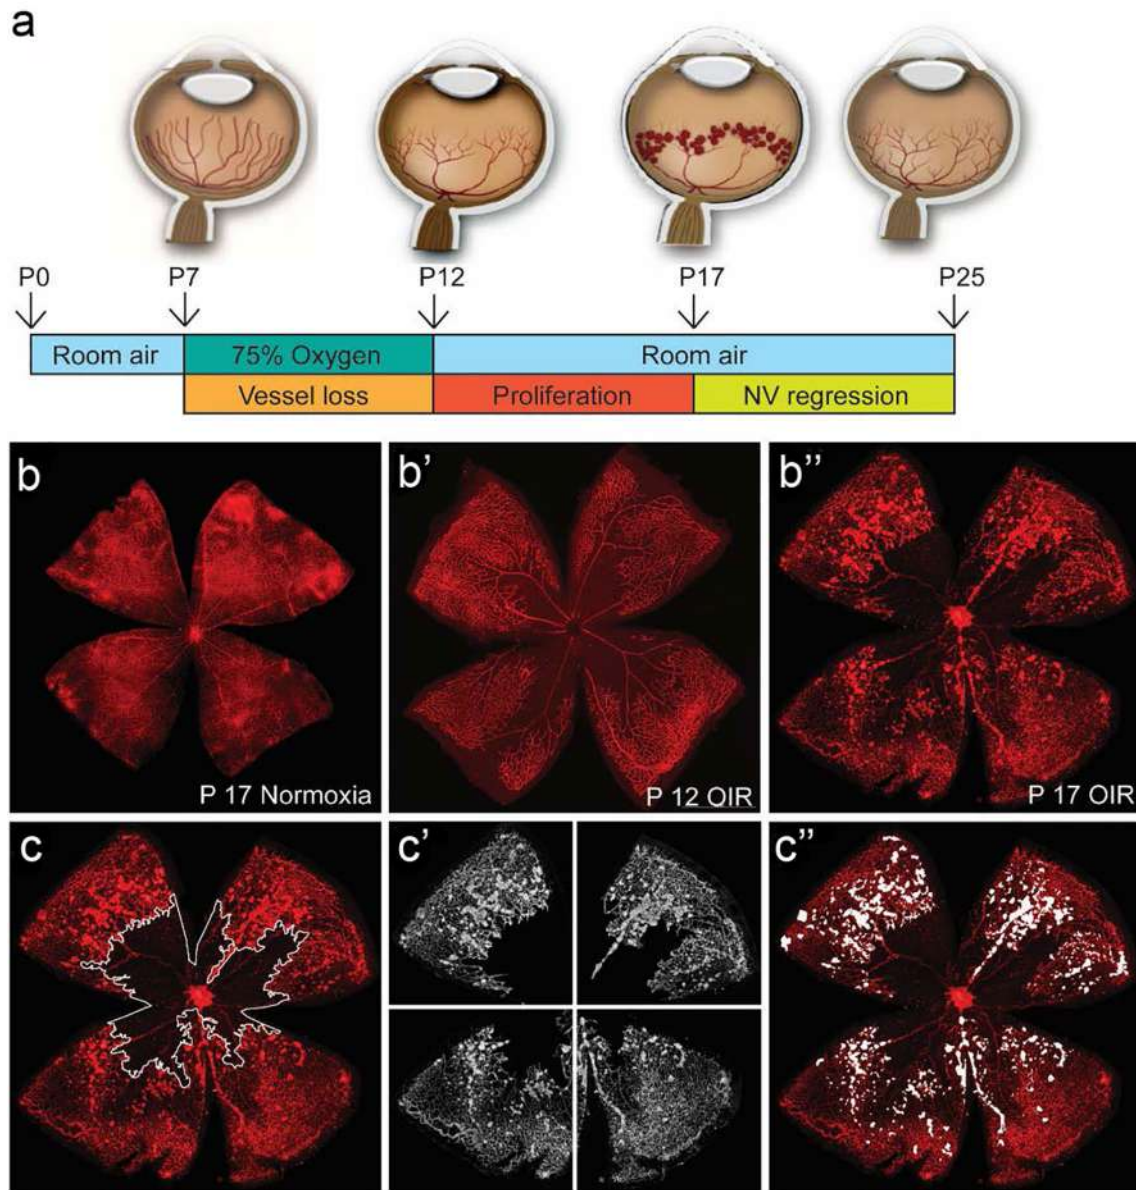 a
P0 P7 P12 P17 P25
Room air 75% Oxygen Room air
Vessel loss Proliferation NV regression
b b' b''
P 17 Normoxia P 12 OIR P 17 OIR
c c' c''